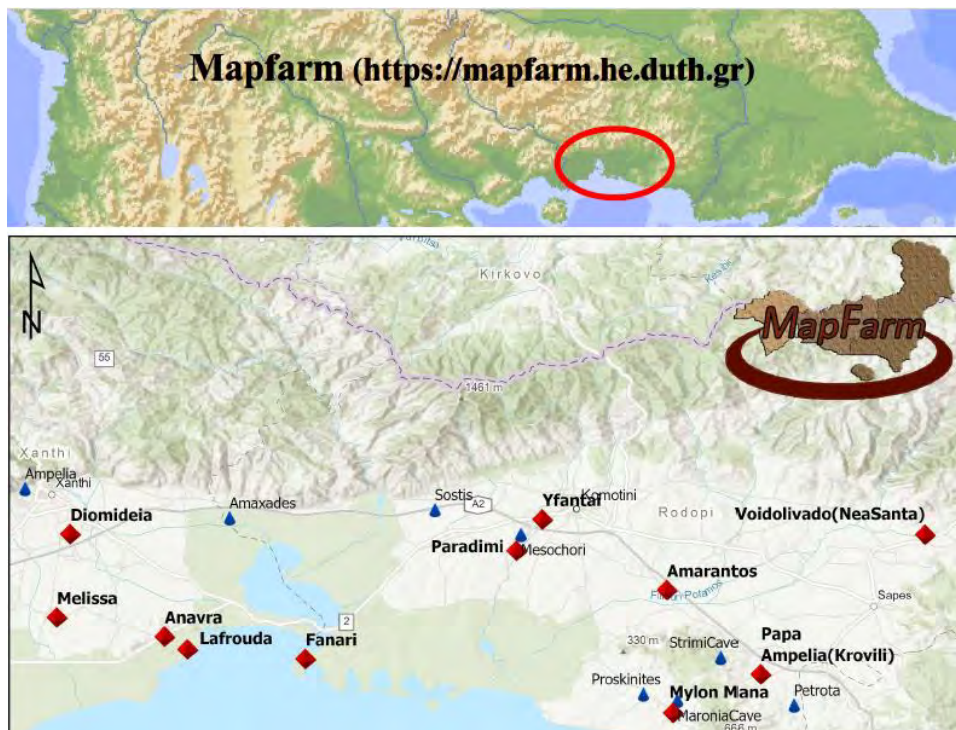 Mapfarm (https://mapfarm.he.duth.gr)
Kirkovo
MapFarm
N
55
1461 m
Xanthi
Ampelia
Xanthi
Amaxades
Sostis
A2
Yfantai
Komotini
Rodopi
Voidolivado(NeaSanta)
Diomideia
Paradimi
Mesochori
Amarantos
Melissa
Sapes
Anavra
Lafrouda
2
Fanari
330 m
StrimiCave
Papa
Ampelia(Krovili)
Proskinites
Mylon Mana
Petrota
MaroniaCave
666 m